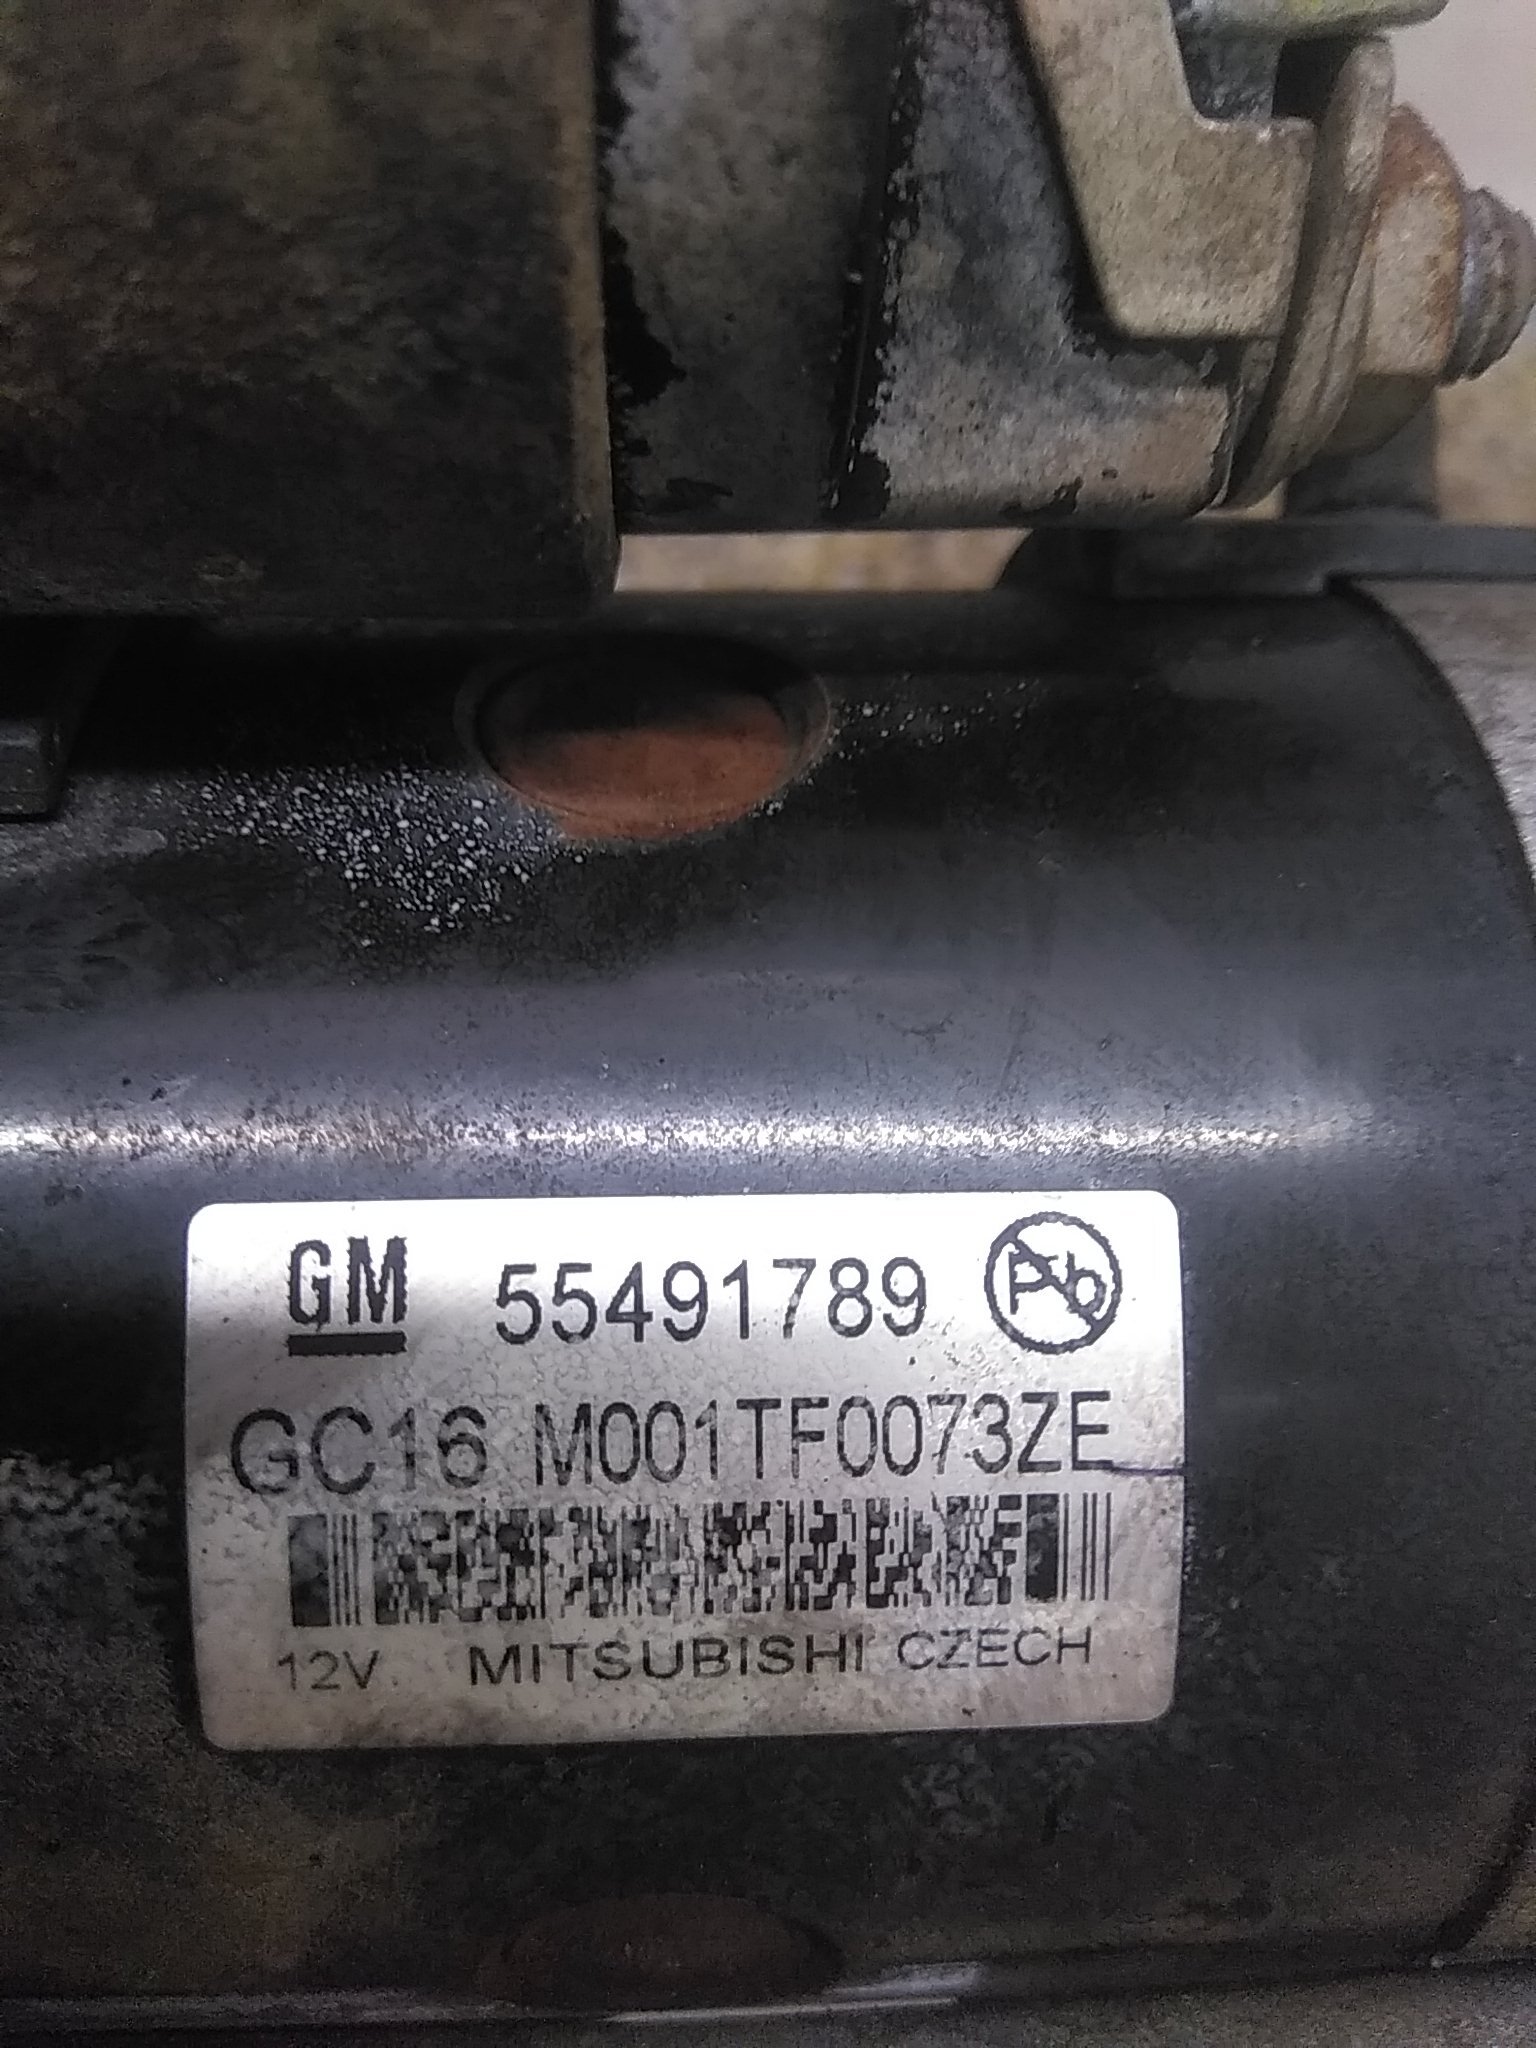 GM 55491789 Pb
GC16 M001TF0073ZE
12V MITSUBISHI CZECH